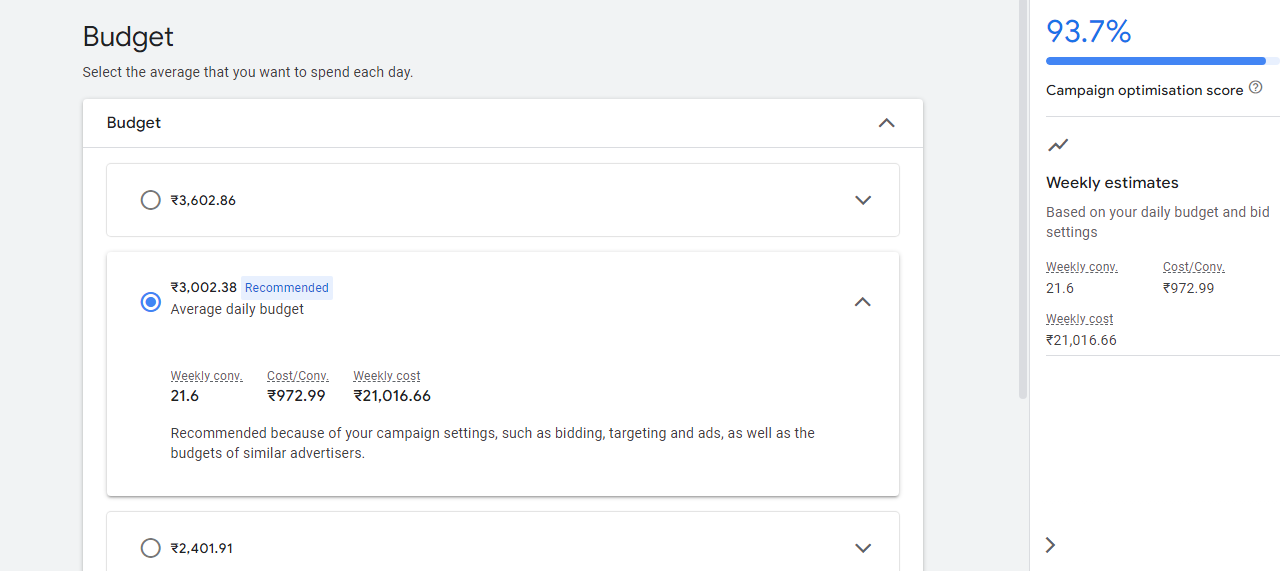 Budget
Select the average that you want to spend each day.
Budget
₹3,602.86
₹3,002.38 Recommended
Average daily budget
Weekly conv. Cost/Conv. Weekly cost
21.6 ₹972.99 ₹21,016.66
Recommended because of your campaign settings, such as bidding, targeting and ads, as well as the
budgets of similar advertisers.
₹2,401.91
93.7%
Campaign optimisation score
Weekly estimates
Based on your daily budget and bid
settings
Weekly conv. Cost/Conv.
21.6 ₹972.99
Weekly cost
₹21,016.66